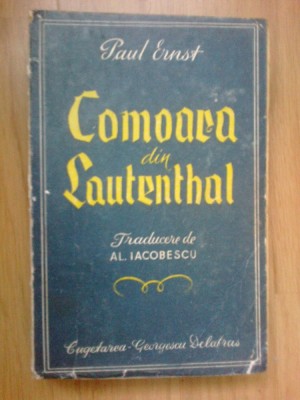 Paul Ernst
Comoara
din
Lautenthal
Traducere de
AL. IACOBESCU
Cugetarea-Georgescu Delafras